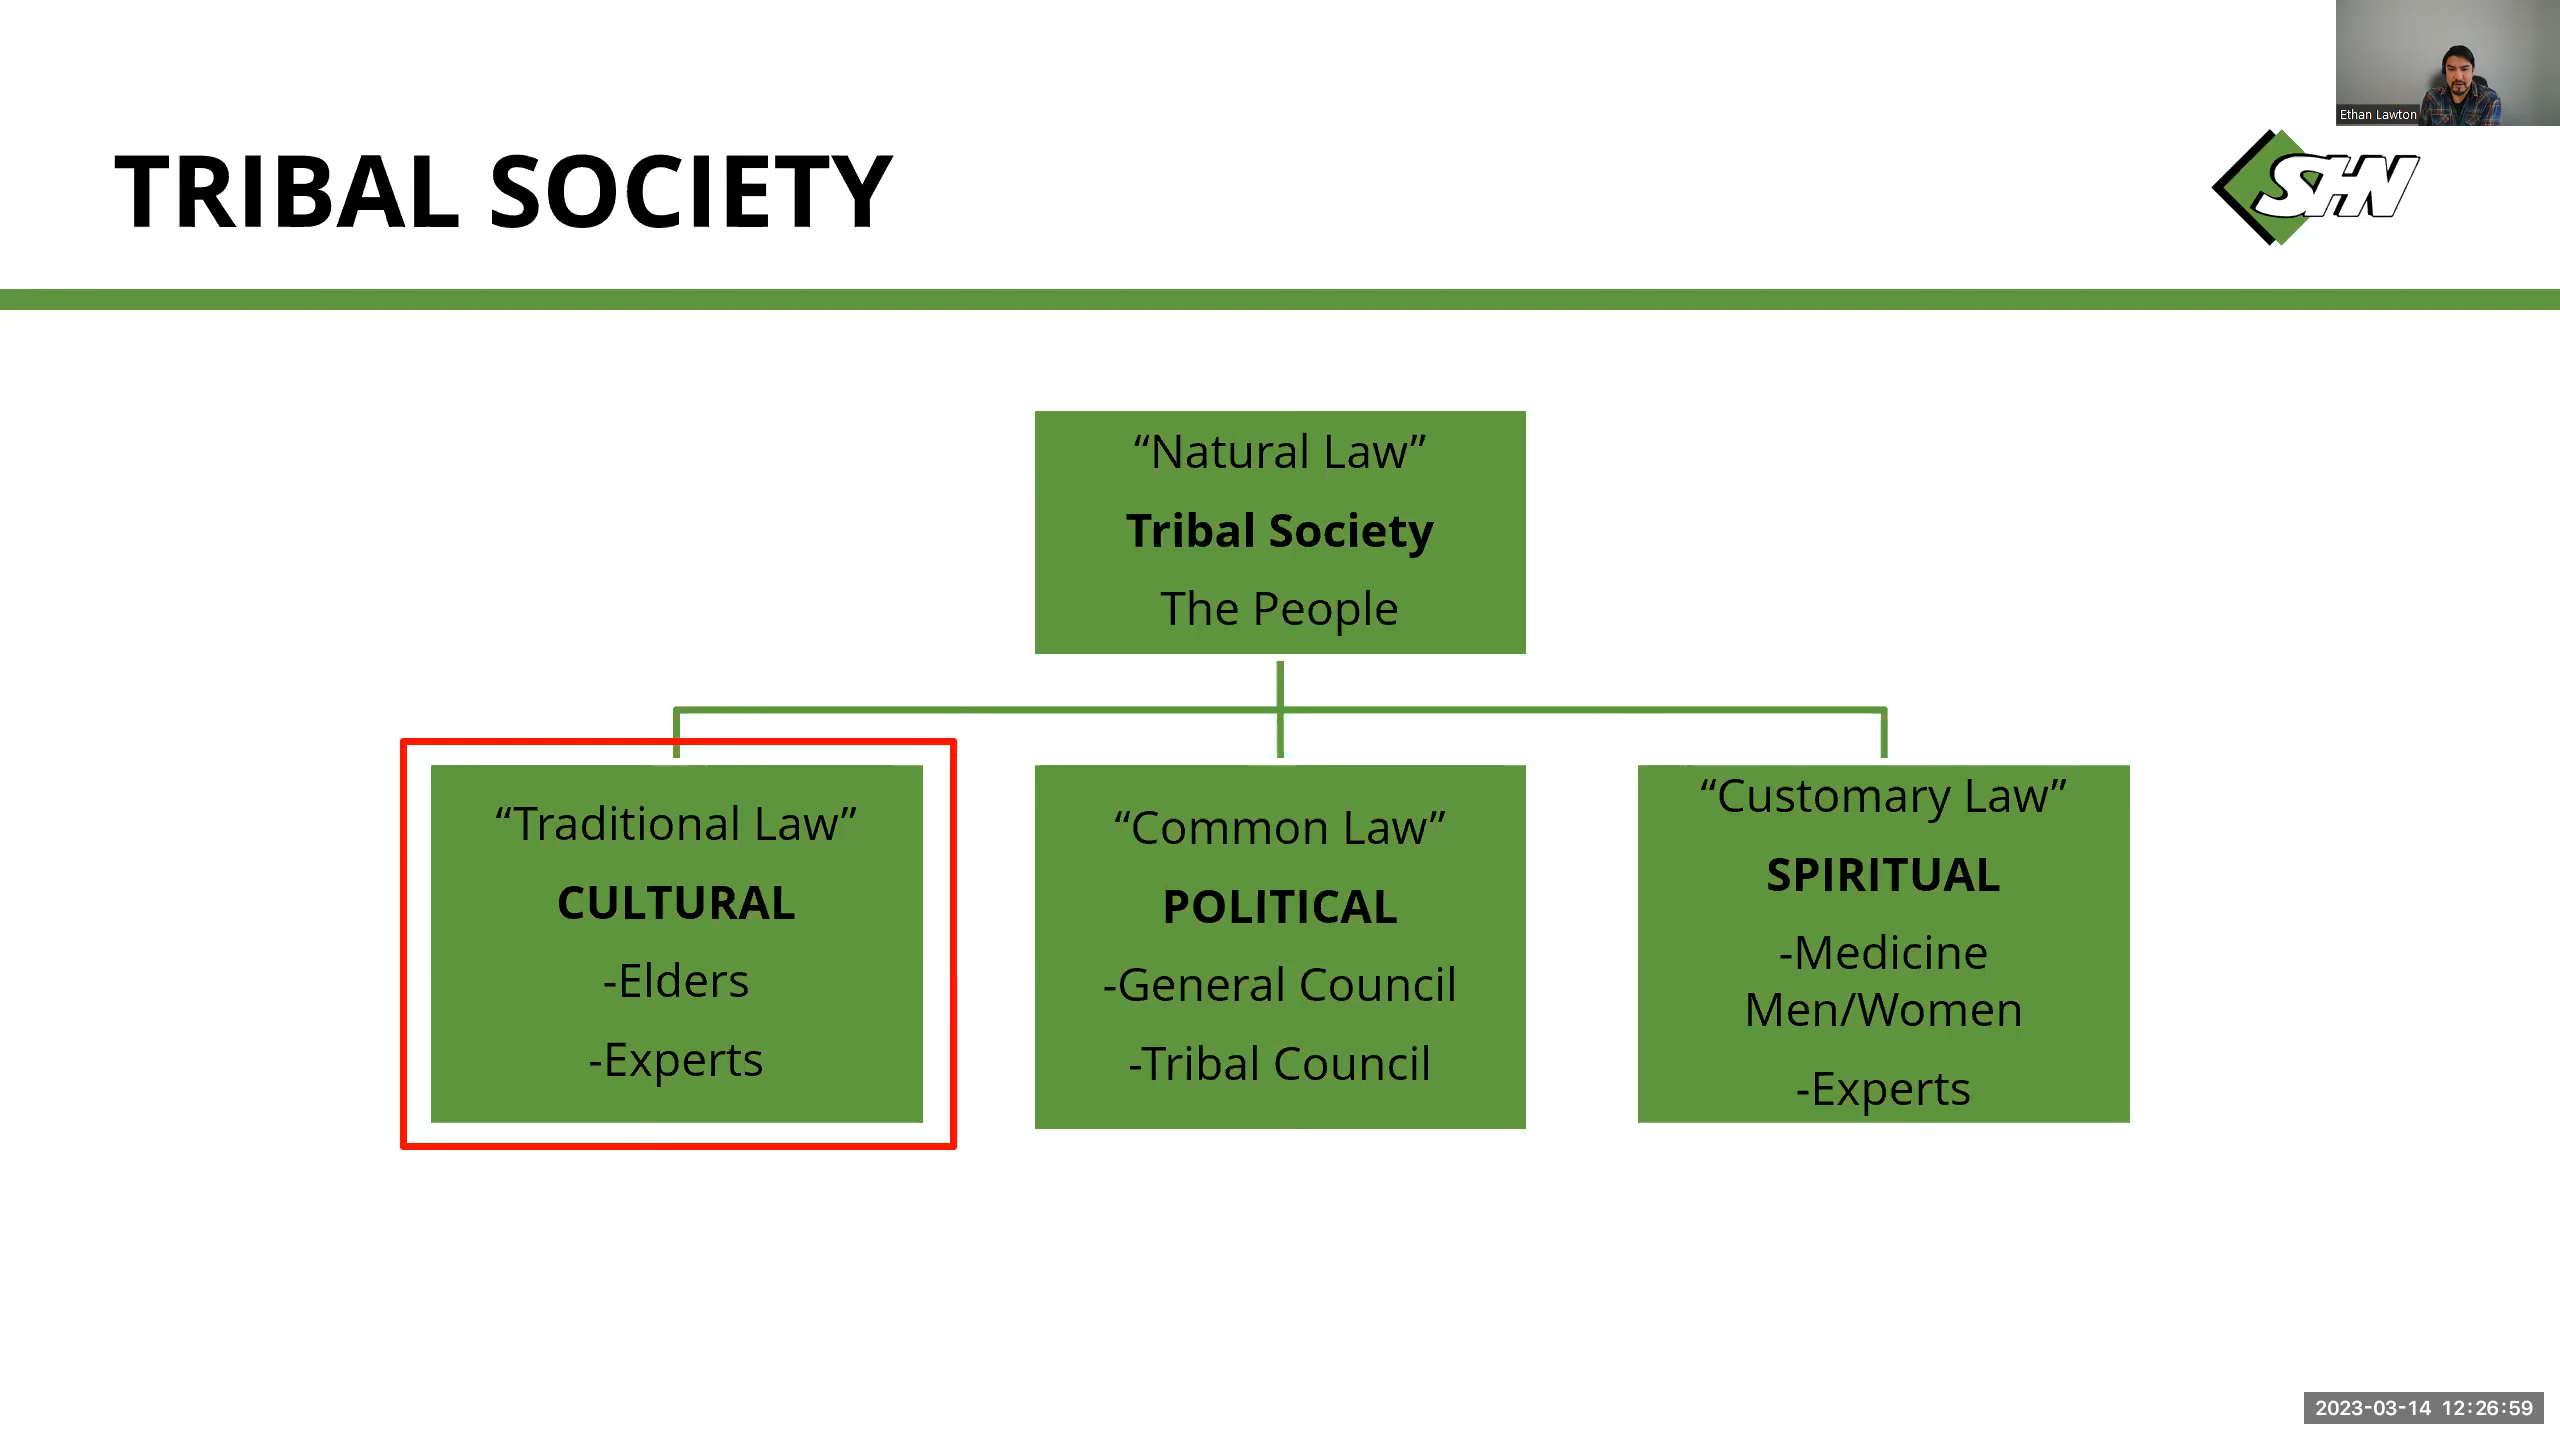 Ethan Lawton
TRIBAL SOCIETY
SHN
“Natural Law”
Tribal Society
The People
“Traditional Law”
CULTURAL
-Elders
-Experts
“Common Law”
POLITICAL
-General Council
-Tribal Council
“Customary Law”
SPIRITUAL
-Medicine
Men/Women
-Experts
2023-03-14 12:26:59